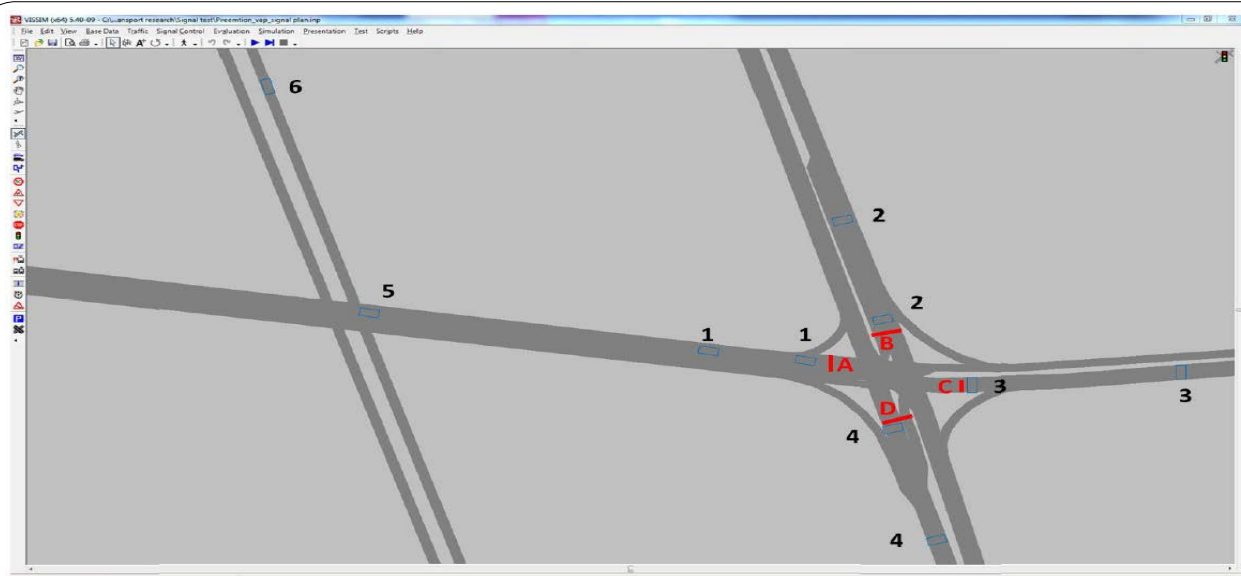 VISSIM (x64) 5.40-09 - G:\...ansport research\Signal test\Preemtion_vap_signal plan.inp
File Edit View Base Data Traffic Signal Control Evaluation Simulation Presentation Test Scripts Help
6
2
5
2
1 1
A
B
C
3
3
D
4
4